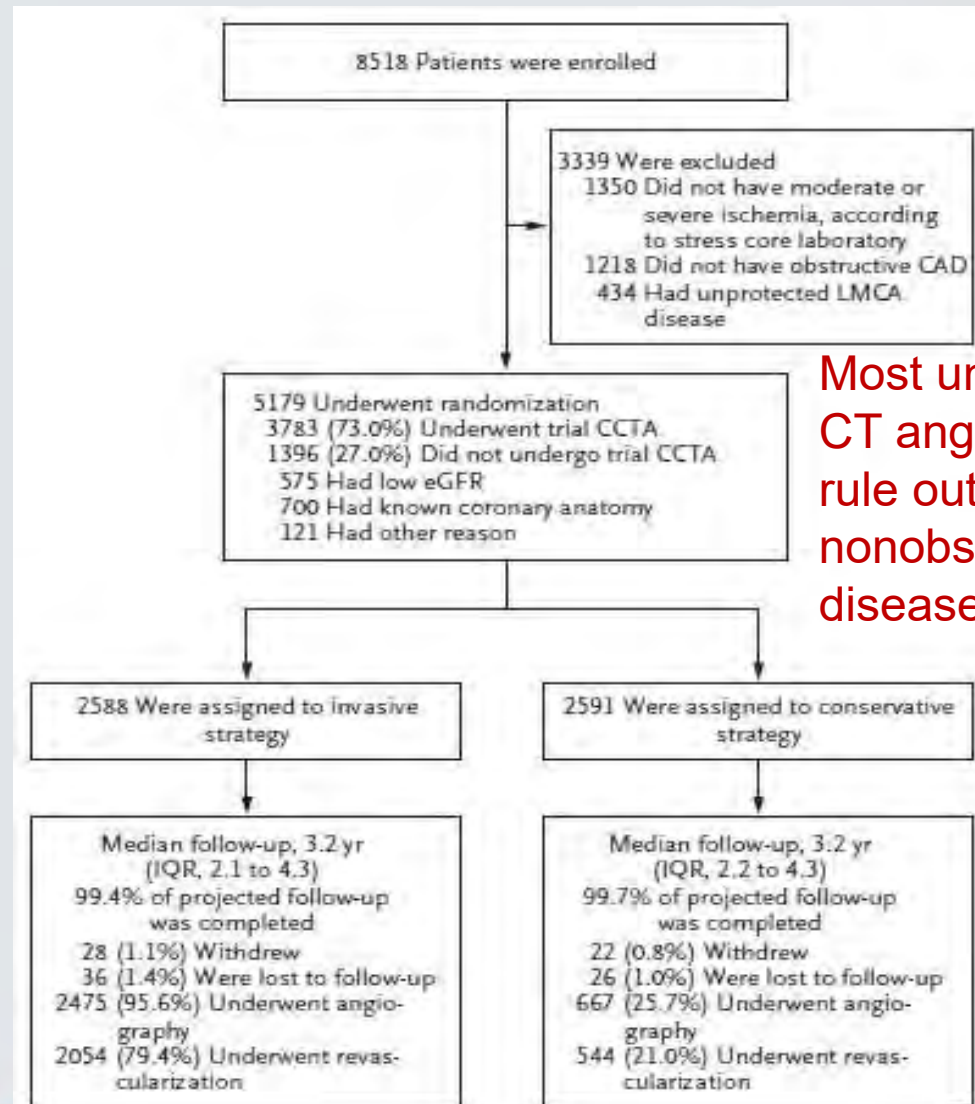 8518 Patients were enrolled
3339 Were excluded
1350 Did not have moderate or
severe ischemia, according
to stress core laboratory
1218 Did not have obstructive CAD
434 Had unprotected LMCA
disease
5179 Underwent randomization
3783 (73.0%) Underwent trial CCTA
1396 (27.0%) Did not undergo trial CCTA
575 Had low eGFR
700 Had known coronary anatomy
121 Had other reason
Most
CT
rule out
disease
2588 Were assigned to invasive
strategy
2591 Were assigned to conservative
strategy
Median follow-up, 3.2 yr
(IQR, 2.1 to 4.3)
99.4% of projected follow-up
was completed
28 (1.1%) Withdrew
36 (1.4%) Were lost to follow-up
2475 (95.6%) Underwent angio-
graphy
2054 (79.4%) Underwent revas-
cularization
Median follow-up, 3.2 yr
(IQR, 2.2 to 4.3)
99.7% of projected follow-up
was completed
22 (0.8%) Withdrew
26 (1.0%) Were lost to follow-up
667 (25.7%) Underwent angio-
graphy
544 (21.0%) Underwent revas-
cularization